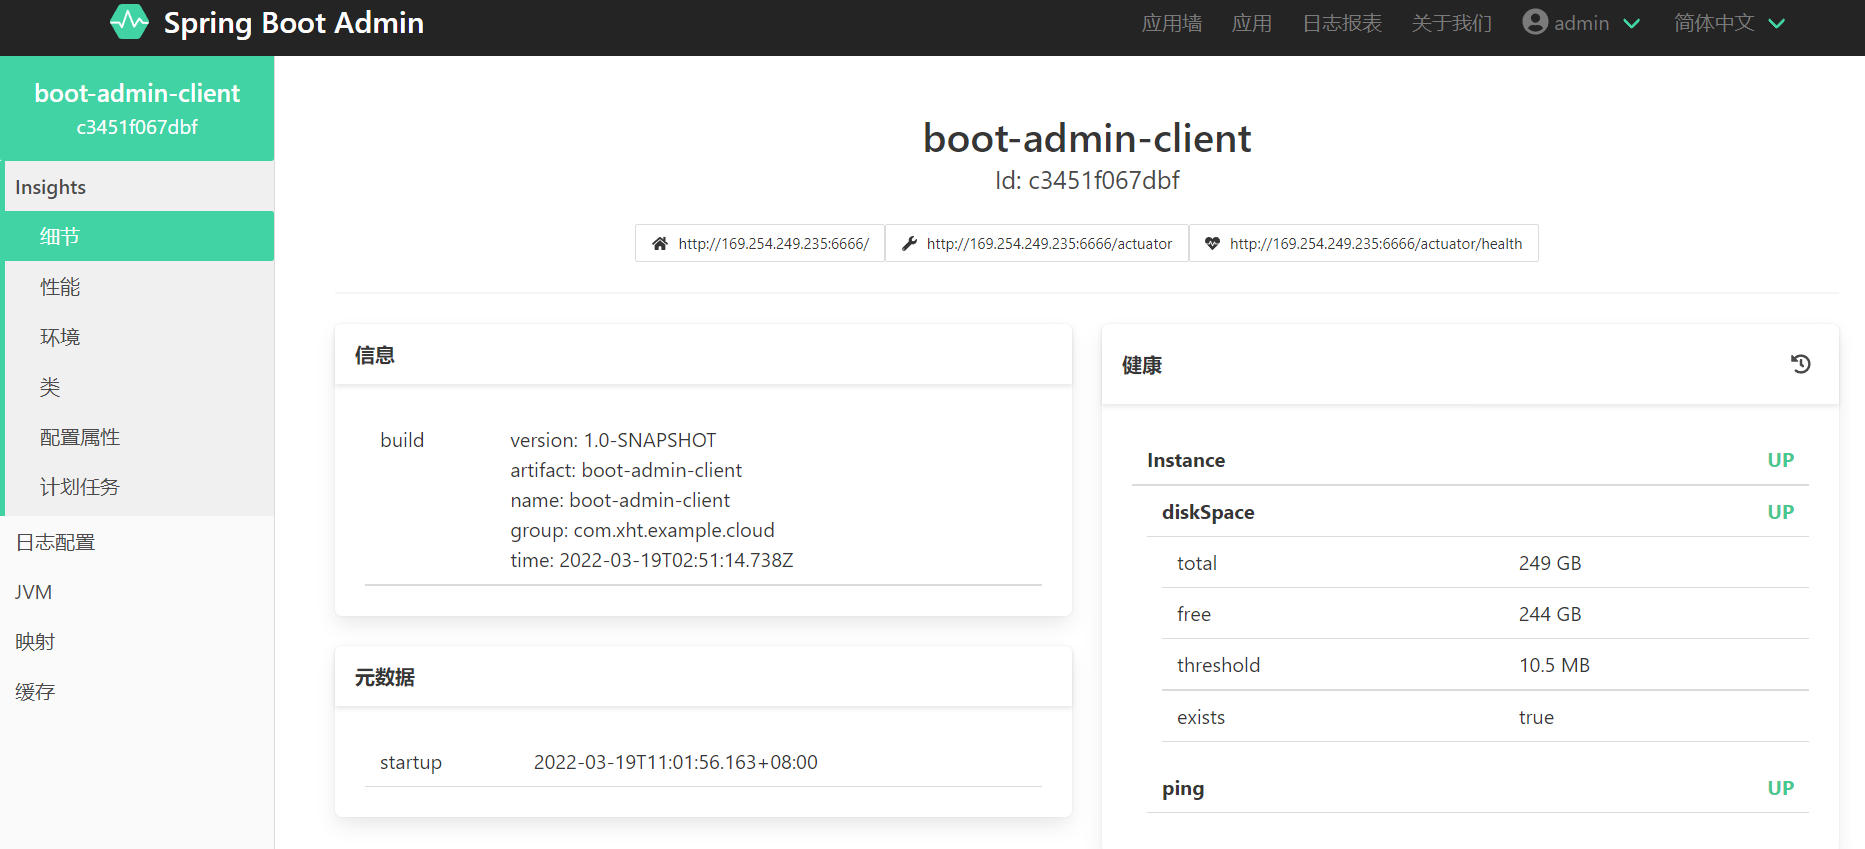 Spring Boot Admin
应用墙 应用 日志报表 关于我们 admin 简体中文
boot-admin-client
c3451f067dbf
Insights
细节
性能
环境
类
配置属性
计划任务
日志配置
JVM
映射
缓存
boot-admin-client
Id: c3451f067dbf
http://169.254.249.235:6666/ http://169.254.249.235:6666/actuator http://169.254.249.235:6666/actuator/health
信息
build version: 1.0-SNAPSHOT
artifact: boot-admin-client
name: boot-admin-client
group: com.xht.example.cloud
time: 2022-03-19T02:51:14.738Z
元数据
startup 2022-03-19T11:01:56.163+08:00
健康
Instance UP
diskSpace UP
total 249 GB
free 244 GB
threshold 10.5 MB
exists true
ping UP